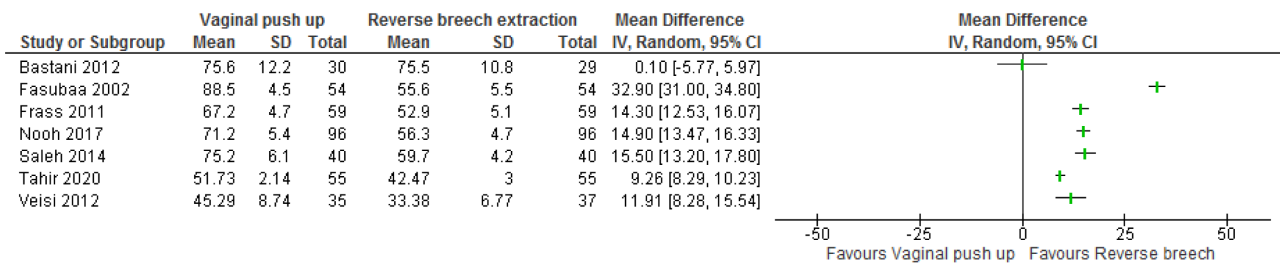 Vaginal push up Reverse breech extraction Mean Difference Mean Difference
Study or Subgroup Mean SD Total Mean SD Total IV, Random, 95% CI IV, Random, 95% CI
Bastani 2012 75.6 12.2 30 75.5 10.8 29 0.10 [-5.77, 5.97]
Fasubaa 2002 88.5 4.5 54 55.6 5.5 54 32.90 [31.00, 34.80]
Frass 2011 67.2 4.7 59 52.9 5.1 59 14.30 [12.53, 16.07]
Nooh 2017 71.2 5.4 96 56.3 4.7 96 14.90 [13.47, 16.33]
Saleh 2014 75.2 6.1 40 59.7 4.2 40 15.50 [13.20, 17.80]
Tahir 2020 51.73 2.14 55 42.47 3 55 9.26 [8.29, 10.23]
Veisi 2012 45.29 8.74 35 33.38 6.77 37 11.91 [8.28, 15.54]
-50 -25 0 25 50
Favours Vaginal push up Favours Reverse breech